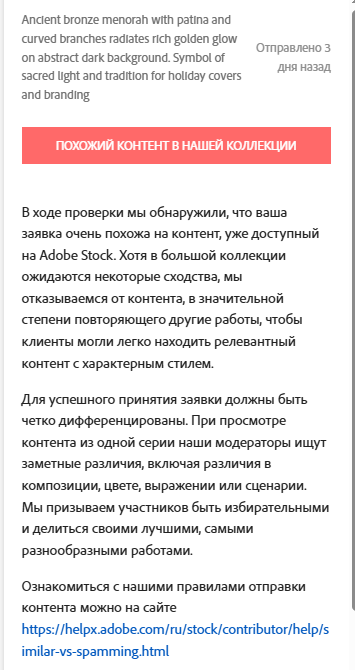 Ancient bronze menorah with patina and
curved branches radiates rich golden glow
on abstract dark background. Symbol of
sacred light and tradition for holiday covers
and branding
Отправлено 3
дня назад
ПОХОЖИЙ КОНТЕНТ В НАШЕЙ КОЛЛЕКЦИИ
В ходе проверки мы обнаружили, что ваша
заявка очень похожа на контент, уже доступный
на Adobe Stock. Хотя в большой коллекции
ожидаются некоторые сходства, мы
отказываемся от контента, в значительной
степени повторяющего другие работы, чтобы
клиенты могли легко находить релевантный
контент с характерным стилем.
Для успешного принятия заявки должны быть
четко дифференцированы. При просмотре
контента из одной серии наши модераторы ищут
заметные различия, включая различия в
композиции, цвете, выражении или сценарии.
Мы призываем участников быть избирательными
и делиться своими лучшими, самыми
разнообразными работами.
Ознакомиться с нашими правилами отправки
контента можно на сайте
https://helpx.adobe.com/ru/stock/contributor/help/s
imilar-vs-spamming.html